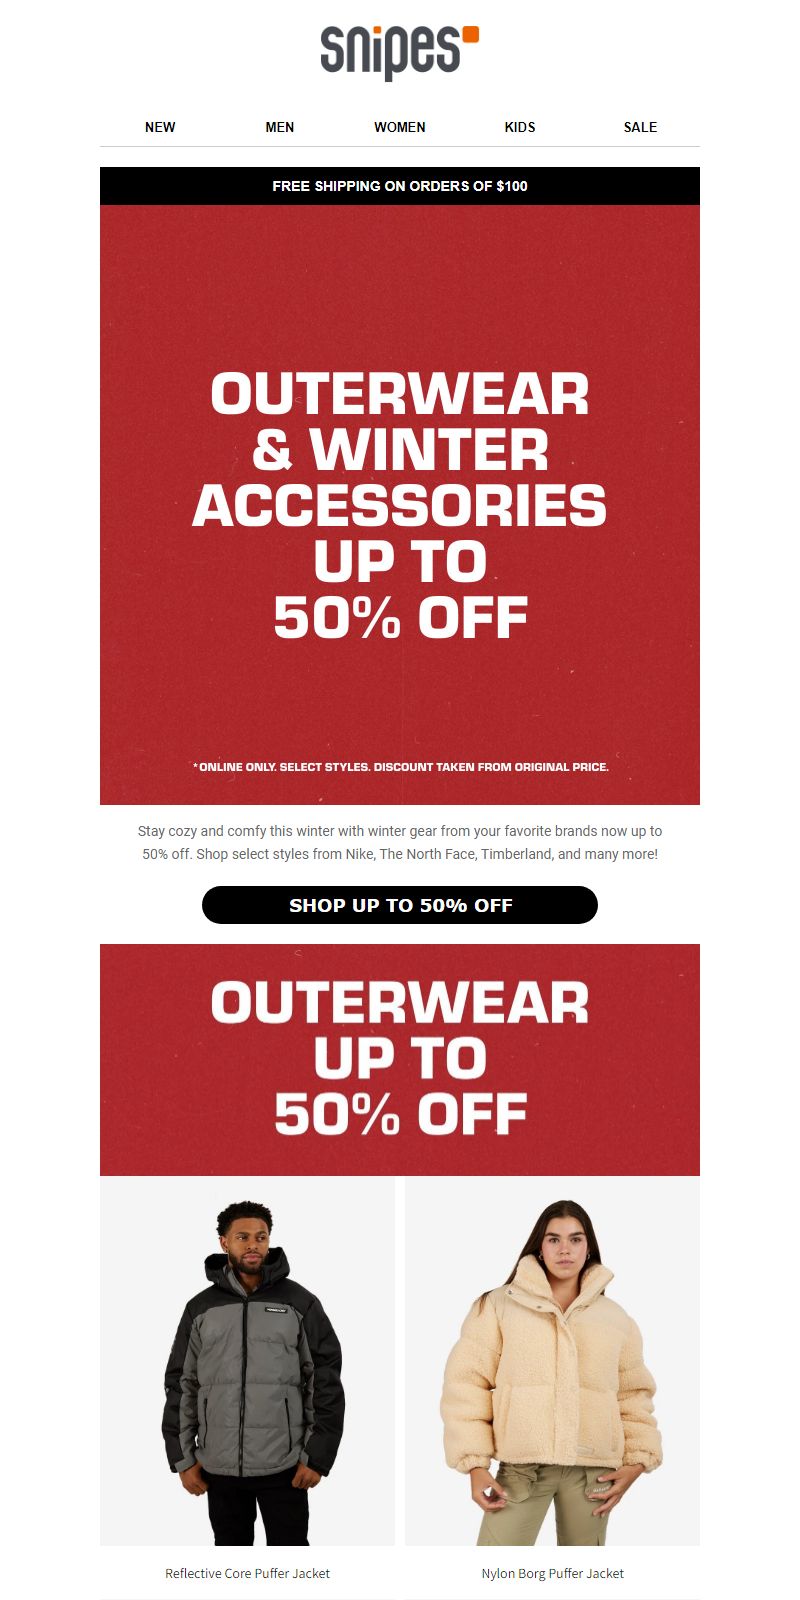 snipes
NEW MEN WOMEN KIDS SALE
FREE SHIPPING ON ORDERS OF $100
OUTERWEAR
& WINTER
ACCESSORIES
UP TO
50% OFF
*ONLINE ONLY. SELECT STYLES. DISCOUNT TAKEN FROM ORIGINAL PRICE.
Stay cozy and comfy this winter with winter gear from your favorite brands now up to
50% off. Shop select styles from Nike, The North Face, Timberland, and many more!
SHOP UP TO 50% OFF
OUTERWEAR
UP TO
50% OFF
Reflective Core Puffer Jacket
Nylon Borg Puffer Jacket